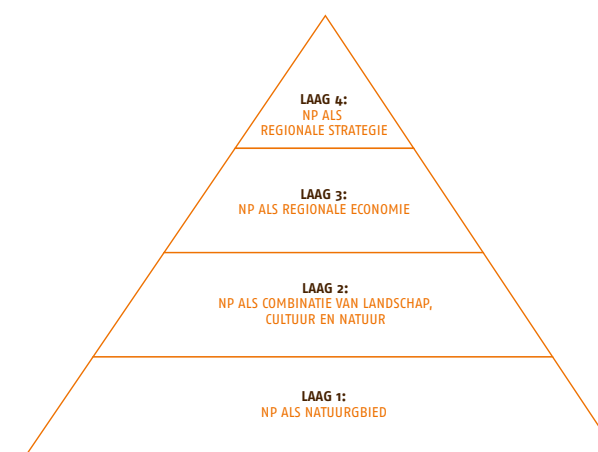 LAAG 4:
NP ALS
REGIONALE STRATEGIE
LAAG 3:
NP ALS REGIONALE ECONOMIE
LAAG 2:
NP ALS COMBINATIE VAN LANDSCHAP,
CULTUUR EN NATUUR
LAAG 1:
NP ALS NATUURGBIED